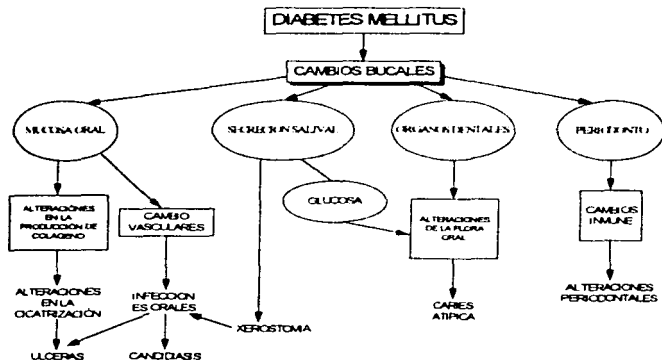 DIABETES MELLITUS
CAMBIOS BUCALES
MUCOSA ORAL
SECRECION SALIVAL
ORGANOS DENTALES
PERIODONTO
ALTERACIONES
EN LA
PRODUCCIÓN DE
COLAGENO
CAMBIO
VASCULARES
GLUCOSA
ALTERACIONES
DE LA FLORA
ORAL
CAMBIOS
INMUNE
ALTERACIONES
EN LA
CICATRIZACIÓN
INFECCION
ES ORALES
XEROSTOMIA
CARIES
ATIPICA
ALTERACIONES
PERIODONTALES
ULCERAS
CANDIDIASIS